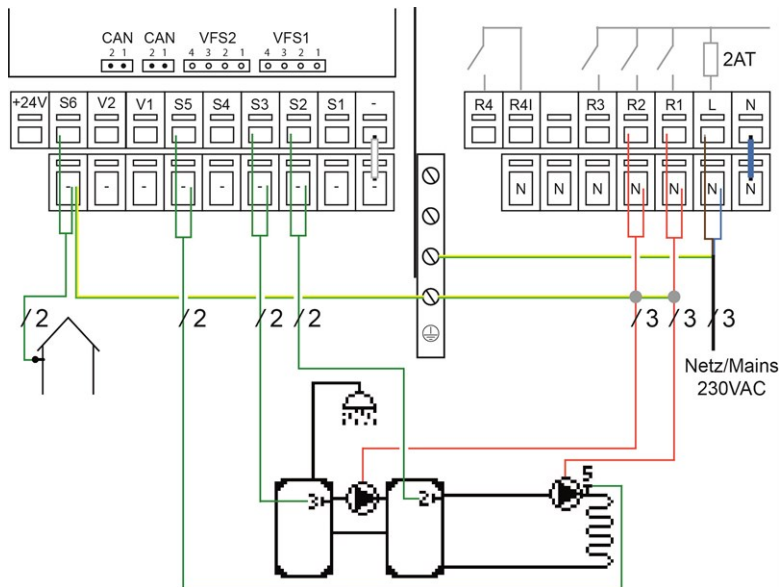 CAN CAN VFS2 VFS1
2 1 2 1 4 3 2 1 4 3 2 1
2AT
+24V S6 V2 V1 S5 S4 S3 S2 S1 -
R4 R4I R3 R2 R1 L N
- - - - - - - - -
N N N N N N N
/2 /2 /2 /2
/3 /3 /3
Netz/Mains
230VAC
5
3 2